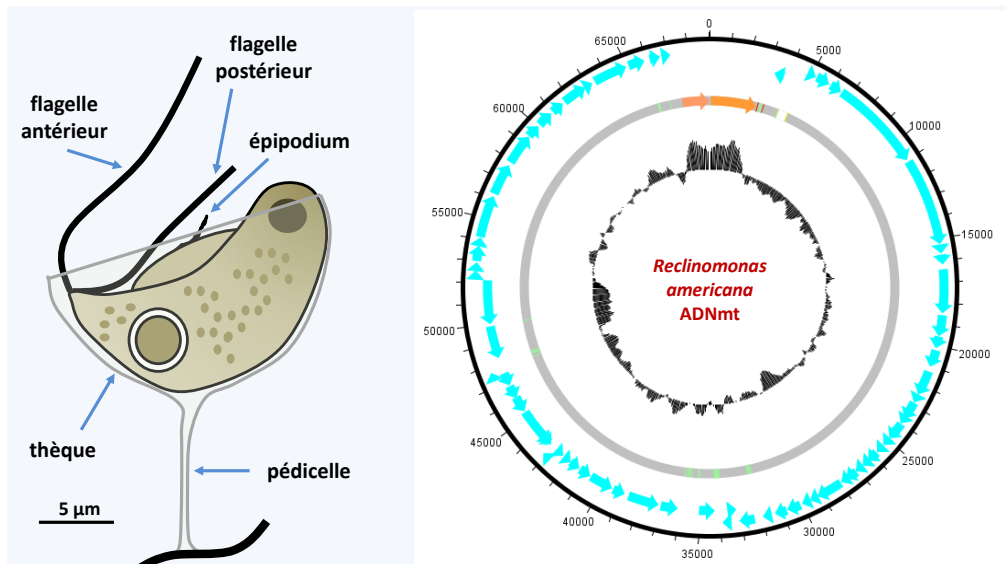 flagelle
postérieur
flagelle
antérieur
épipodium
thèque
pédicelle
5 µm
0
5000
10000
15000
20000
25000
30000
35000
40000
45000
50000
55000
60000
65000
Reclinomonas
americana
ADNmt